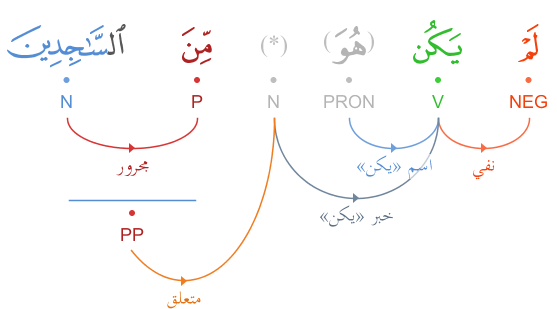 لَمْ يَكُن (هُوَ) (*) مِّنَ ٱلسَّـٰجِدِينَ
NEG V PRON N P N
نفي اسم «يكن» مجرور
خبر «يكن»
PP
متعلق